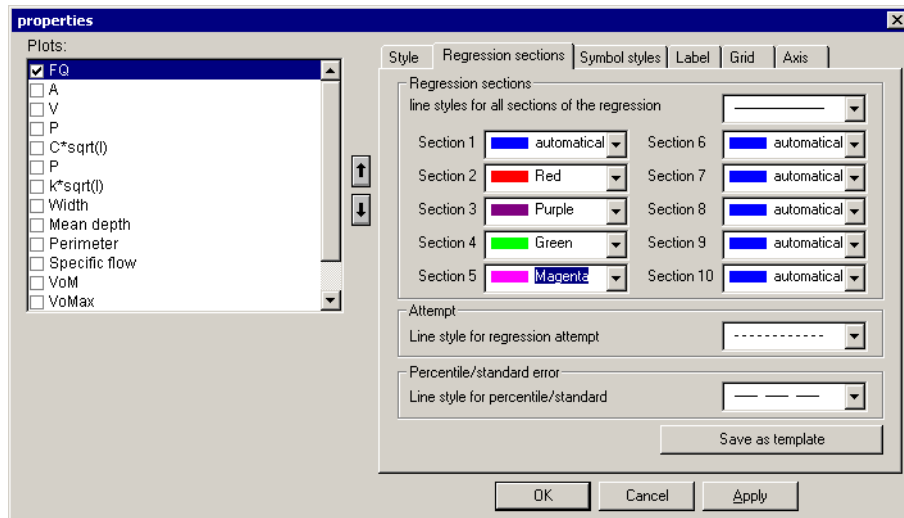 properties
Plots:
FQ
A
V
P
C*sqrt(I)
P
k*sqrt(I)
Width
Mean depth
Perimeter
Specific flow
VoM
VoMax
Style Regression sections Symbol styles Label Grid Axis
Regression sections
line styles for all sections of the regression
Section 1 automatical Section 6 automatical
Section 2 Red Section 7 automatical
Section 3 Purple Section 8 automatical
Section 4 Green Section 9 automatical
Section 5 Magenta Section 10 automatical
Attempt
Line style for regression attempt
Percentile/standard error
Line style for percentile/standard
Save as template
OK Cancel Apply